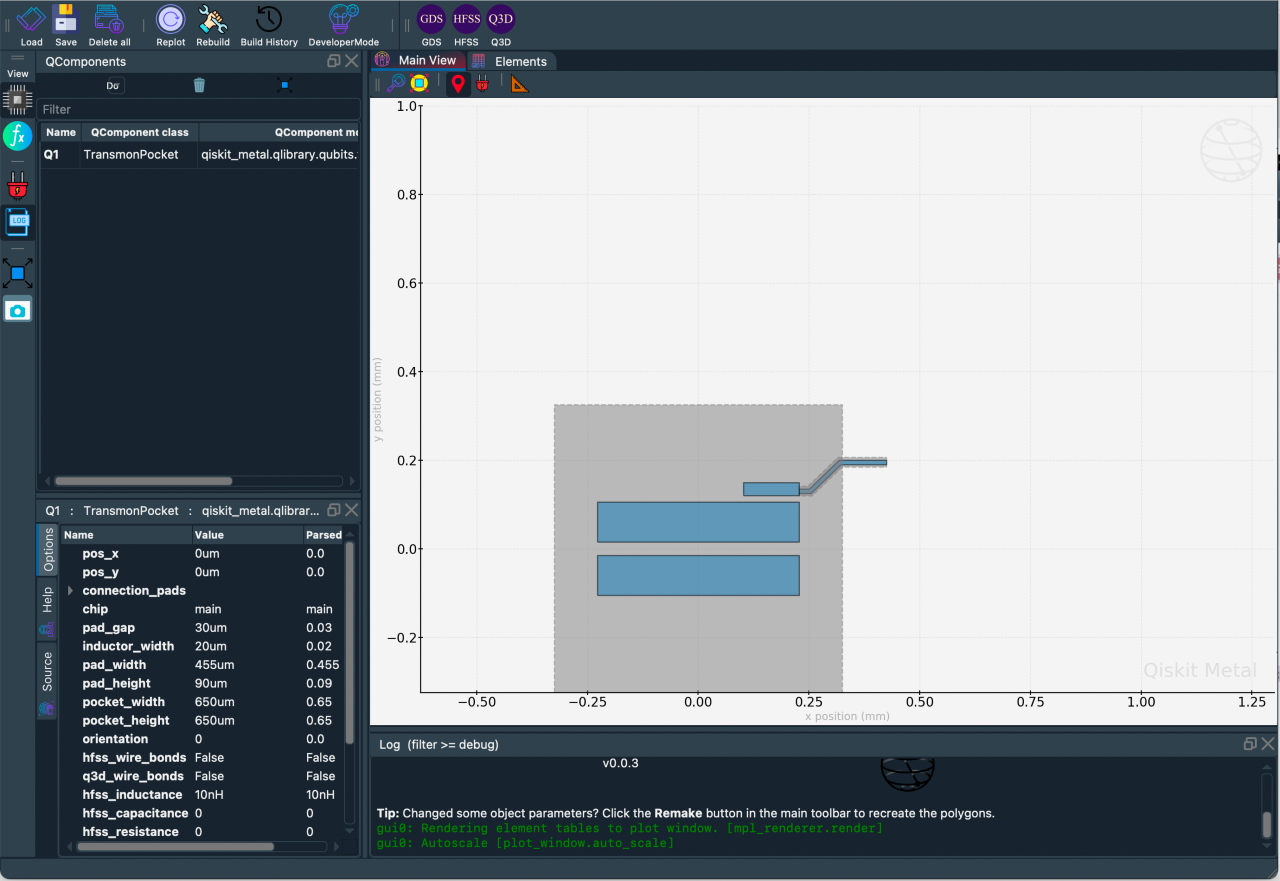 GDS HFSS Q3D
Load Save Delete all Replot Rebuild Build History DeveloperMode GDS HFSS Q3D
View
QComponents
Main View Elements
Filter
Name QComponent class QComponent mo
Q1 TransmonPocket qiskit_metal.qlibrary.qubits.
LOG
1.0
0.8
0.6
0.4
0.2
0.0
−0.2
y position (mm)
−0.50 −0.25 0.00 0.25 0.50 0.75 1.00 1.25
x position (mm)
Qiskit Metal
Q1 : TransmonPocket : qiskit_metal.qlibrar...
Options
Help
Source
Name Value Parsed
pos_x 0um 0.0
pos_y 0um 0.0
connection_pads
chip main main
pad_gap 30um 0.03
inductor_width 20um 0.02
pad_width 455um 0.455
pad_height 90um 0.09
pocket_width 650um 0.65
pocket_height 650um 0.65
orientation 0 0.0
hfss_wire_bonds False False
q3d_wire_bonds False False
hfss_inductance 10nH 10nH
hfss_capacitance 0 0
hfss_resistance 0 0
Log (filter >= debug)
v0.0.3
Tip: Changed some object parameters? Click the Remake button in the main toolbar to recreate the polygons.
gui0: Rendering element tables to plot window. [mpl_renderer.render]
gui0: Autoscale [plot_window.auto_scale]